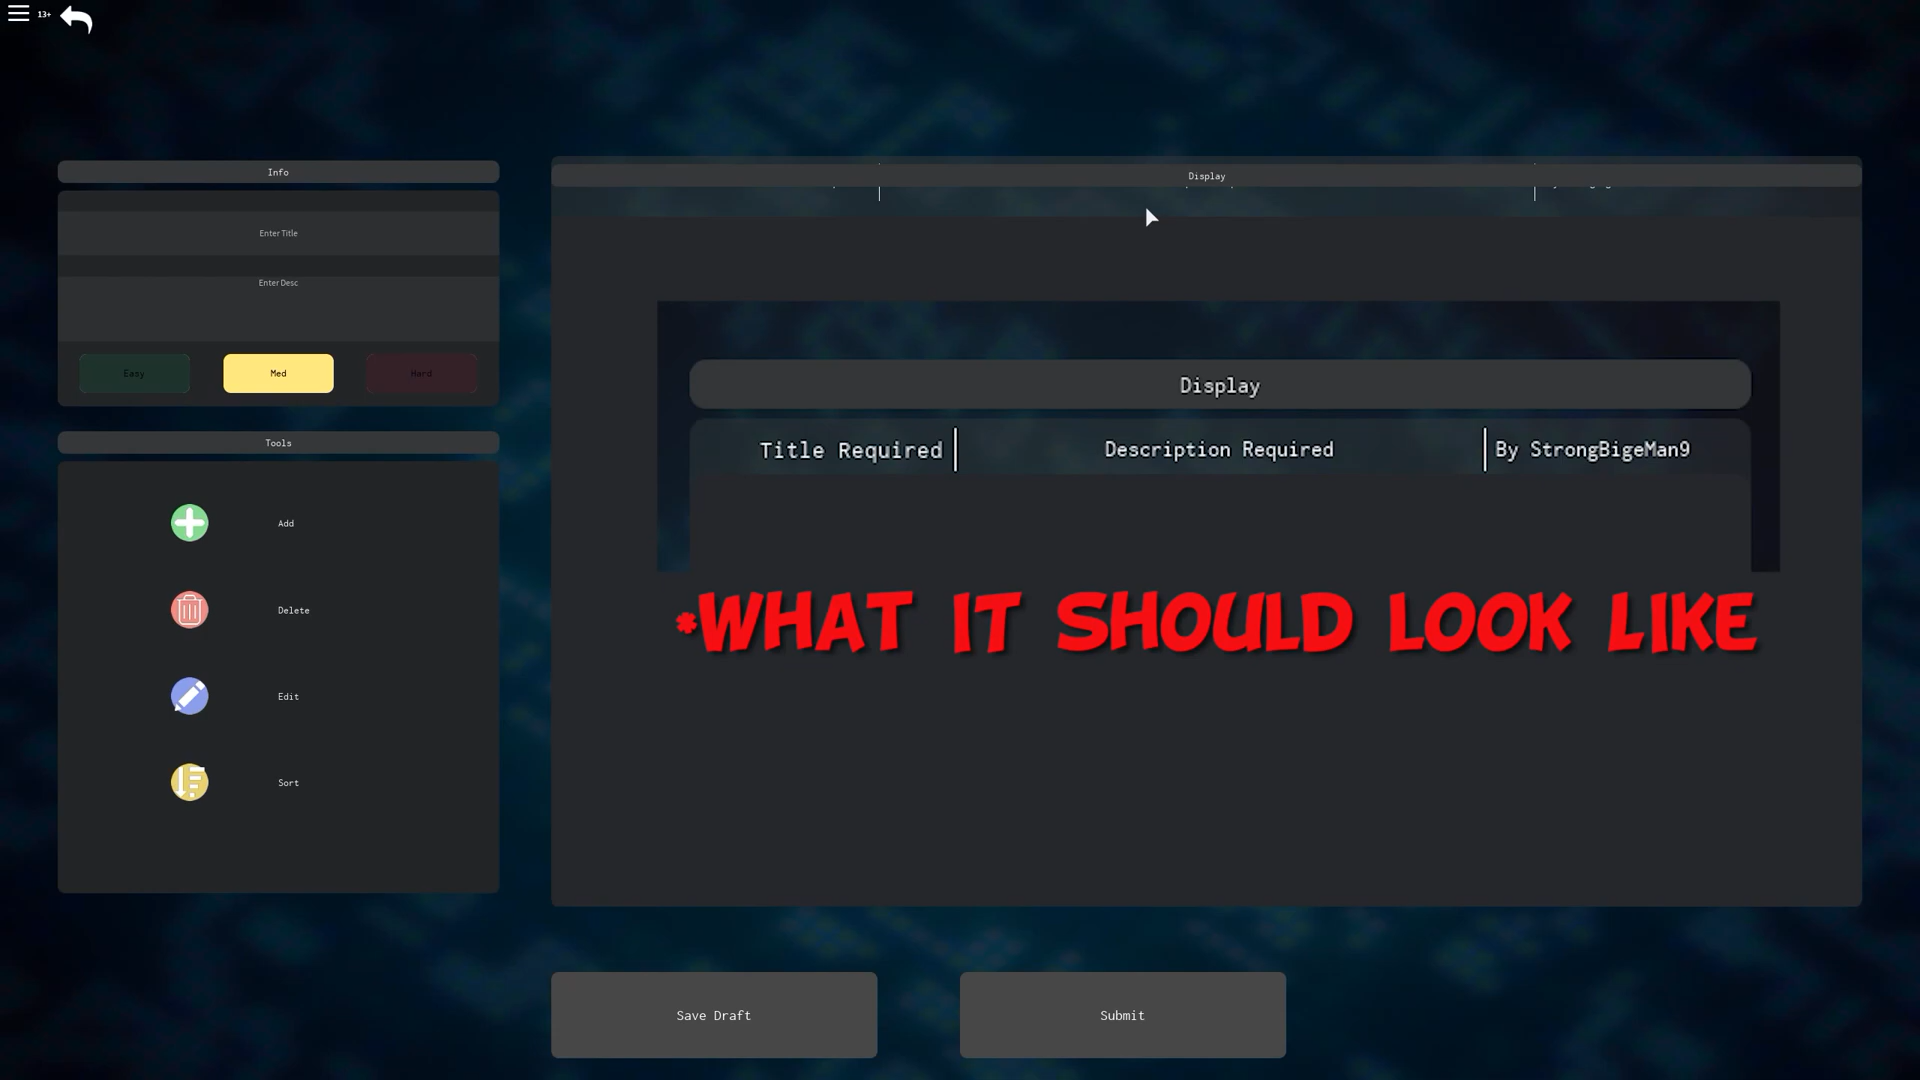 13+
Info
Enter Title
Enter Desc
Easy
Med
Hard
Tools
Add
Delete
Edit
Sort
Display
Display
Title Required
Description Required
By StrongBigeMan9
*WHAT IT SHOULD LOOK LIKE
Save Draft
Submit